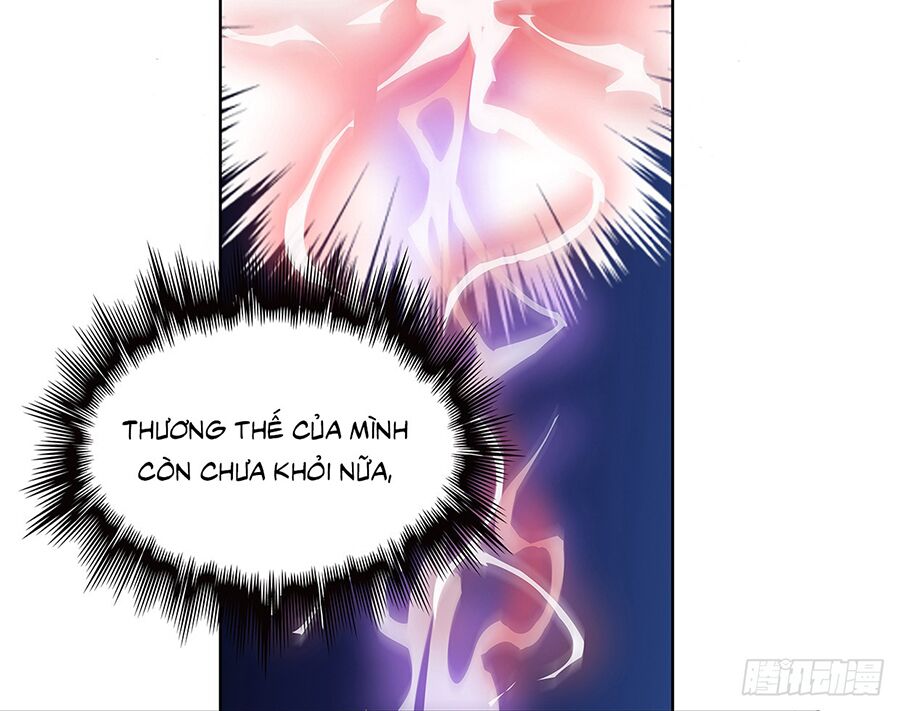 THƯƠNG THẾ CỦA MÌNH
CÒN CHƯA KHỎI NỮA,
腾讯动漫